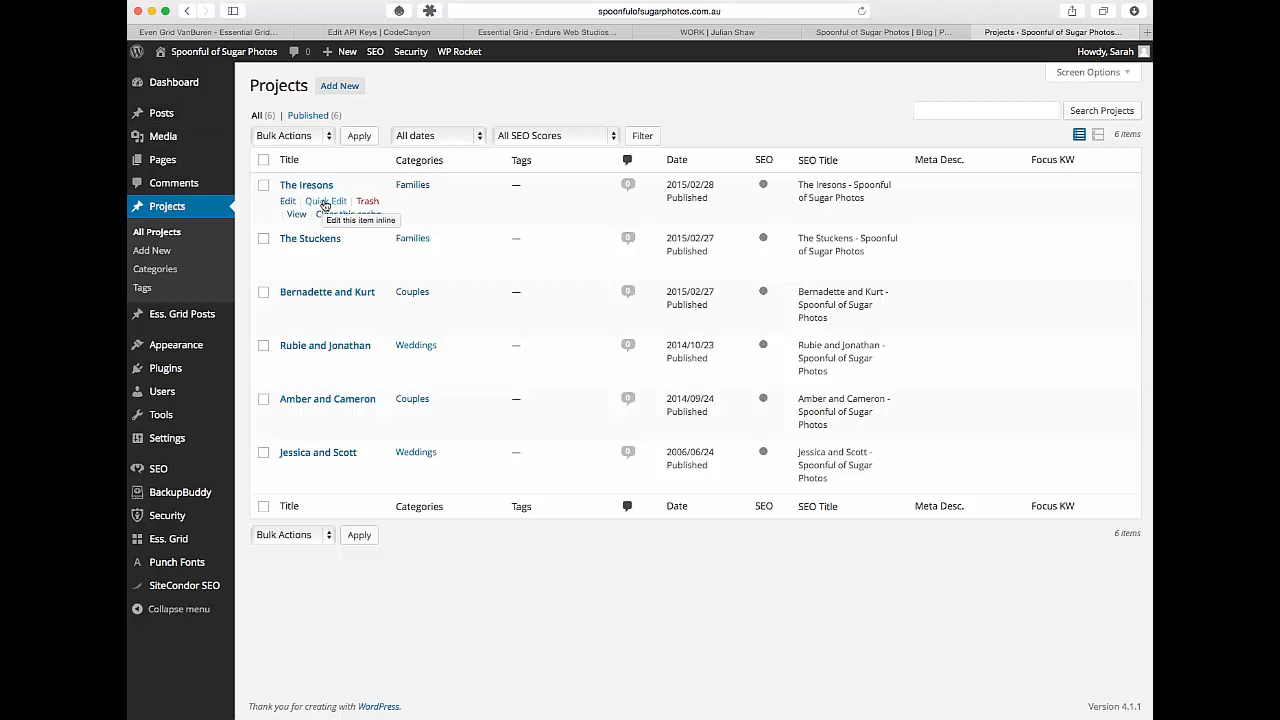 spoonfulofsugarphotos.com.au
Even Grid VanBuren - Essential Grid...
Edit API Keys | CodeCanyon
Essential Grid - Endure Web Studios...
WORK | Julian Shaw
Spoonful of Sugar Photos | Blog | P...
Projects ‹ Spoonful of Sugar Photos...
Spoonful of Sugar Photos 0 New SEO Security WP Rocket Howdy, Sarah
Dashboard
Posts
Media
Pages
Comments
Projects
All Projects
Add New
Categories
Tags
Ess. Grid Posts
Appearance
Plugins
Users
Tools
Settings
SEO
BackupBuddy
Security
Ess. Grid
Punch Fonts
SiteCondor SEO
Collapse menu
Screen Options
Projects Add New
All (6) | Published (6)
Search Projects
Bulk Actions Apply All dates All SEO Scores Filter 6 items
Title Categories Tags Date SEO SEO Title Meta Desc. Focus KW
The Iresons Families — 0 2015/02/28 The Iresons - Spoonful
Published of Sugar Photos
Edit | Quick Edit | Trash
View | Clear this cache
Edit this item inline
The Stuckens Families — 0 2015/02/27 The Stuckens - Spoonful
Published of Sugar Photos
Bernadette and Kurt Couples — 0 2015/02/27 Bernadette and Kurt -
Published Spoonful of Sugar
Photos
Rubie and Jonathan Weddings — 0 2014/10/23 Rubie and Jonathan -
Published Spoonful of Sugar
Photos
Amber and Cameron Couples — 0 2014/09/24 Amber and Cameron -
Published Spoonful of Sugar
Photos
Jessica and Scott Weddings — 0 2006/06/24 Jessica and Scott -
Published Spoonful of Sugar
Photos
Title Categories Tags Date SEO SEO Title Meta Desc. Focus KW
Bulk Actions Apply 6 items
Thank you for creating with WordPress. Version 4.1.1